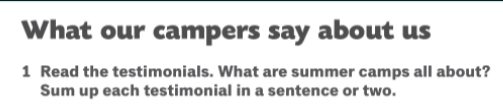 What our campers say about us
1 Read the testimonials. What are summer camps all about?
Sum up each testimonial in a sentence or two.